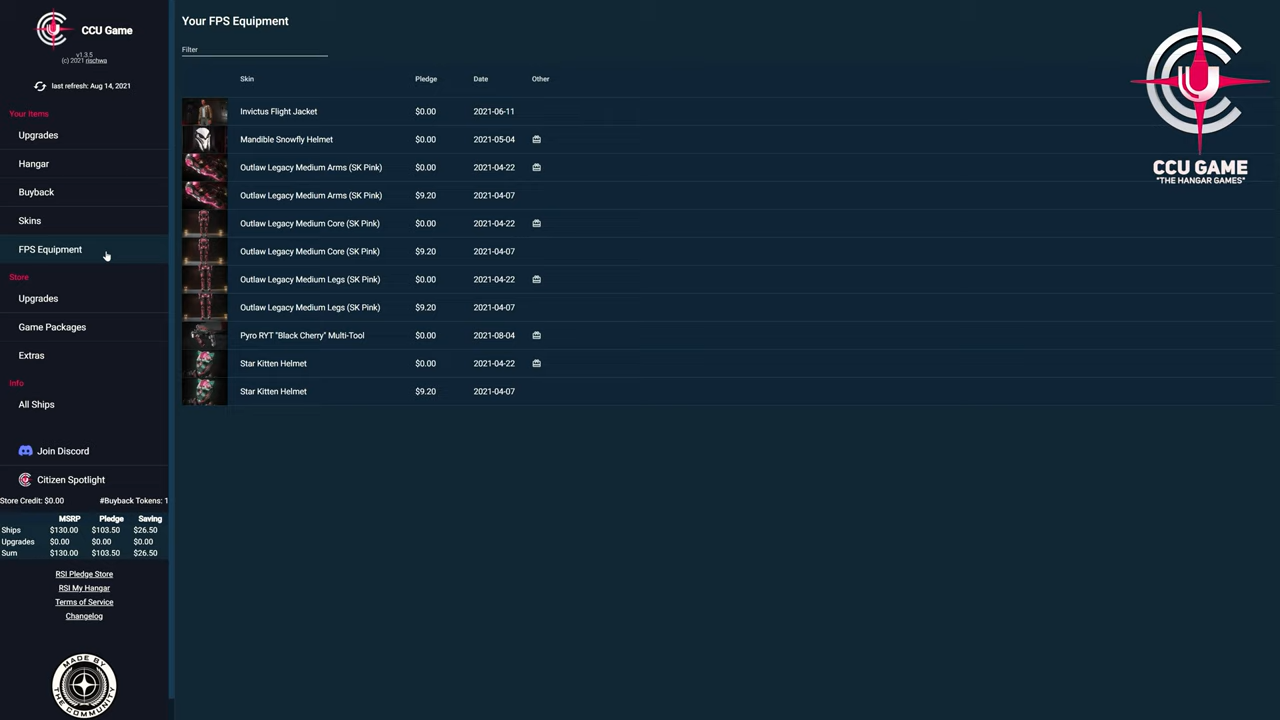 CCU Game
v1.3.5
(c) 2021 rischwa
last refresh: Aug 14, 2021
Your Items
Upgrades
Hangar
Buyback
Skins
FPS Equipment
Store
Upgrades
Game Packages
Extras
Info
All Ships
Join Discord
Citizen Spotlight
Store Credit: $0.00 #Buyback Tokens: 1
MSRP Pledge Saving
Ships $130.00 $103.50 $26.50
Upgrades $0.00 $0.00 $0.00
Sum $130.00 $103.50 $26.50
RSI Pledge Store
RSI My Hangar
Terms of Service
Changelog
MADE BY
THE COMMUNITY
Your FPS Equipment
Filter
Skin Pledge Date Other
Invictus Flight Jacket $0.00 2021-06-11
Mandible Snowfly Helmet $0.00 2021-05-04
Outlaw Legacy Medium Arms (SK Pink) $0.00 2021-04-22
Outlaw Legacy Medium Arms (SK Pink) $9.20 2021-04-07
Outlaw Legacy Medium Core (SK Pink) $0.00 2021-04-22
Outlaw Legacy Medium Core (SK Pink) $9.20 2021-04-07
Outlaw Legacy Medium Legs (SK Pink) $0.00 2021-04-22
Outlaw Legacy Medium Legs (SK Pink) $9.20 2021-04-07
Pyro RYT "Black Cherry" Multi-Tool $0.00 2021-08-04
Star Kitten Helmet $0.00 2021-04-22
Star Kitten Helmet $9.20 2021-04-07
CCU GAME
"THE HANGAR GAMES"